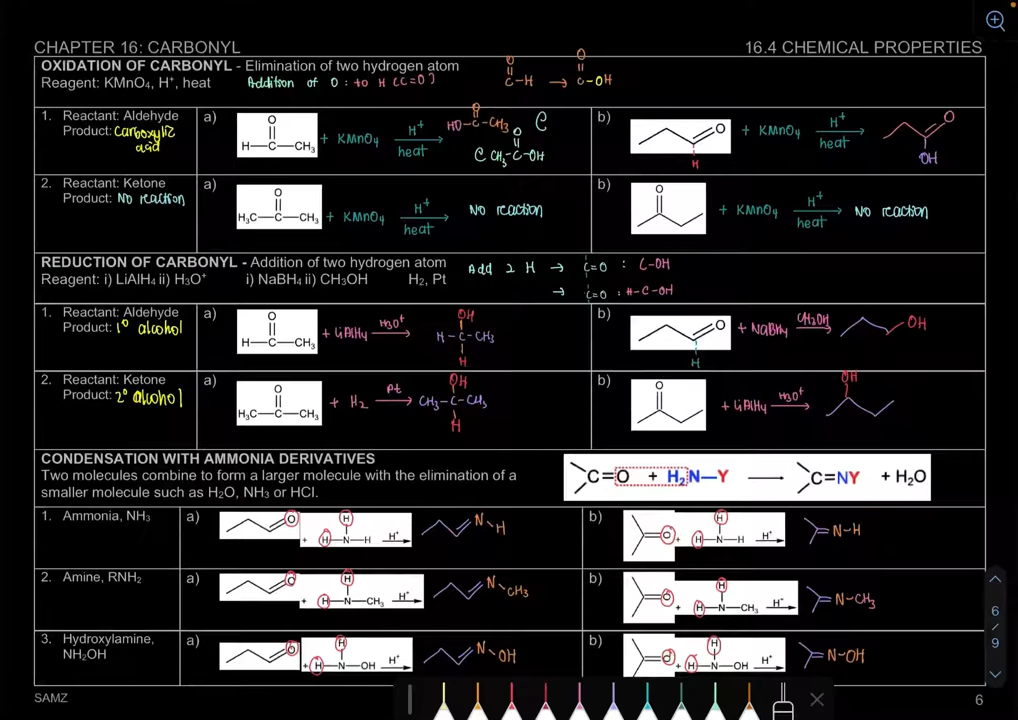 CHAPTER 16: CARBONYL
16.4 CHEMICAL PROPERTIES
OXIDATION OF CARBONYL - Elimination of two hydrogen atom
Reagent: KMnO4, H+, heat
Addition of O : to H (C=O)
O
C-H → O
C-OH
1. Reactant: Aldehyde
Product: Carboxylic
acid
a)
O
H-C-CH3
+ KMnO4
H+
heat
O
HO-C-CH3
O
CH3-C-OH
b)
O
H
+ KMnO4
H+
heat
O
OH
2. Reactant: Ketone
Product: No reaction
a)
O
H3C-C-CH3
+ KMnO4
H+
heat
No reaction
b)
O
+ KMnO4
H+
heat
No reaction
REDUCTION OF CARBONYL - Addition of two hydrogen atom
Reagent: i) LiAlH4 ii) H3O+ i) NaBH4 ii) CH3OH H2, Pt
Add 2 H → C=O : C-OH
→ C=O : H-C-OH
1. Reactant: Aldehyde
Product: 1° alcohol
a)
O
H-C-CH3
+ LiAlH4
H3O+
OH
H-C-CH3
H
b)
O
H
+ NaBH4
CH3OH
OH
2. Reactant: Ketone
Product: 2° alcohol
a)
O
H3C-C-CH3
+ H2
Pt
OH
CH3-C-CH3
H
b)
O
+ LiAlH4
H3O+
OH
CONDENSATION WITH AMMONIA DERIVATIVES
Two molecules combine to form a larger molecule with the elimination of a
smaller molecule such as H2O, NH3 or HCl.
C=O + H2N-Y → C=NY + H2O
1. Ammonia, NH3
a)
O
+
H
H-N-H
H+
N-H
b)
O
+
H
H-N-H
H+
N-H
2. Amine, RNH2
a)
O
+
H
H-N-CH3
H+
N-CH3
b)
O
+
H
H-N-CH3
H+
N-CH3
3. Hydroxylamine,
NH2OH
a)
O
+
H
H-N-OH
H+
N-OH
b)
O
+
H
H-N-OH
H+
N-OH
6
/
9
SAMZ
6